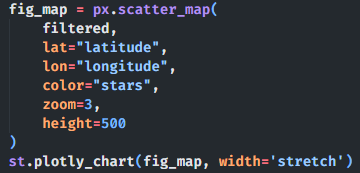 fig_map = px.scatter_map(
    filtered,
    lat="latitude",
    lon="longitude",
    color="stars",
    zoom=3,
    height=500
)
st.plotly_chart(fig_map, width='stretch')